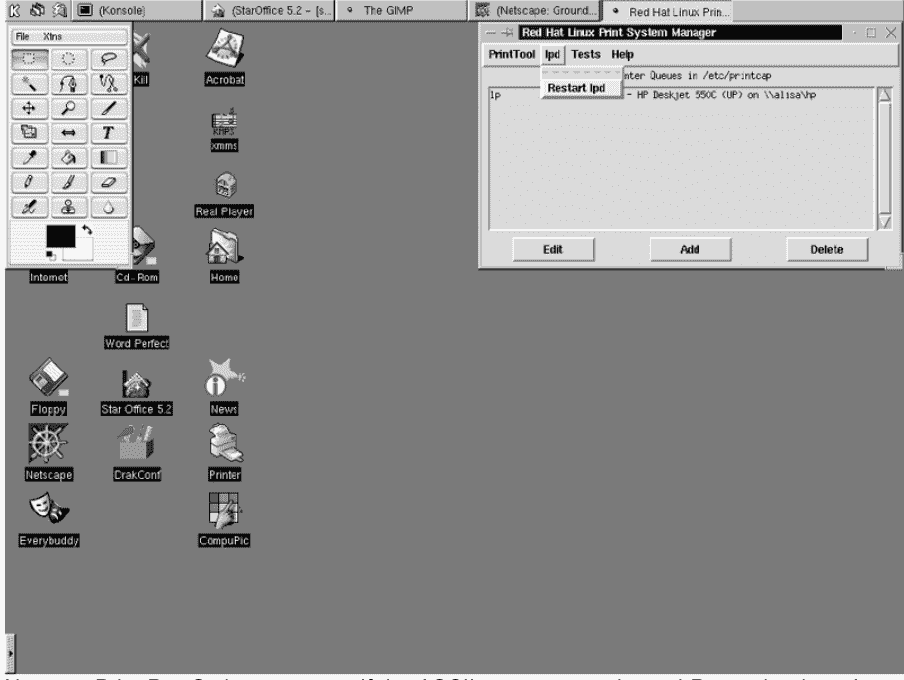 (Konsole)
(StarOffice 5.2 - [s...
The GIMP
(Netscape: Ground...
Red Hat Linux Prin...
File Xtns
Red Hat Linux Print System Manager
PrintTool lpd Tests Help
Restart lpd
nter Queues in /etc/printcap
lp - HP Deskjet 550C (UP) on \\alisa\hp
Edit Add Delete
Kill
Acrobat
xmms
Real Player
Internet
Cd-Rom
Home
Word Perfect
Floppy
Star Office 5.2
News
Netscape
DrakConf
Printer
Everybuddy
CompuPic